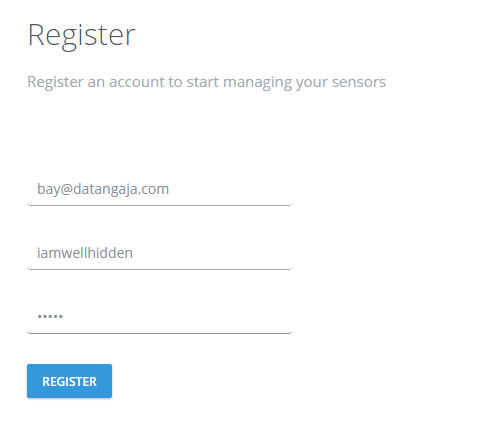 Register
Register an account to start managing your sensors
bay@datangaja.com
iamwellhidden
•••••
REGISTER